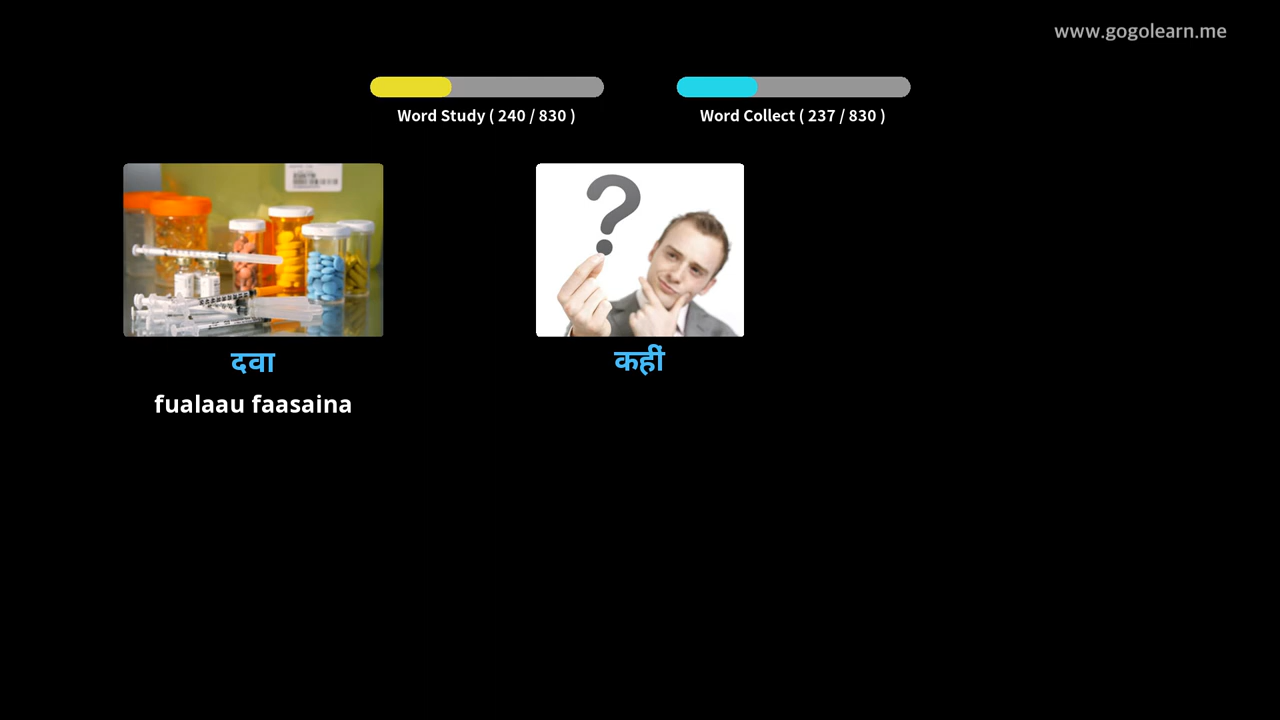 www.gogolearn.me
Word Study ( 240 / 830 )
Word Collect ( 237 / 830 )
दवा
कहीं
fualaau faasaina